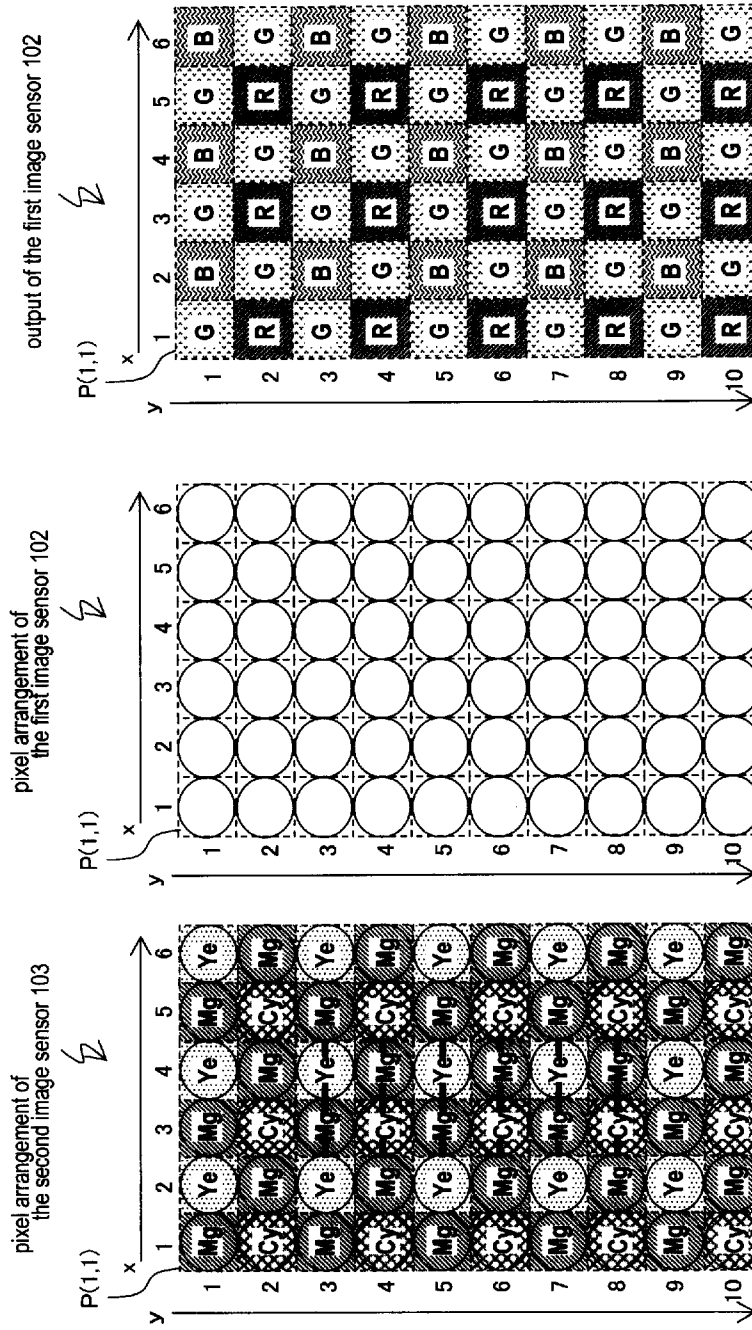 pixel arrangement of
the second image sensor 103
P(1,1)
x
y
1 2 3 4 5 6
1 Mg Ye Mg Ye Mg Ye
2 Cy Mg Cy Mg Cy Mg
3 Mg Ye Mg Ye Mg Ye
4 Cy Mg Cy Mg Cy Mg
5 Mg Ye Mg Ye Mg Ye
6 Cy Mg Cy Mg Cy Mg
7 Mg Ye Mg Ye Mg Ye
8 Cy Mg Cy Mg Cy Mg
9 Mg Ye Mg Ye Mg Ye
10 Cy Mg Cy Mg Cy Mg
pixel arrangement of
the first image sensor 102
P(1,1)
x
y
1 2 3 4 5 6
1
2
3
4
5
6
7
8
9
10
output of the first image sensor 102
P(1,1)
x
y
1 2 3 4 5 6
1 G B G B G B
2 R G R G R G
3 G B G B G B
4 R G R G R G
5 G B G B G B
6 R G R G R G
7 G B G B G B
8 R G R G R G
9 G B G B G B
10 R G R G R G